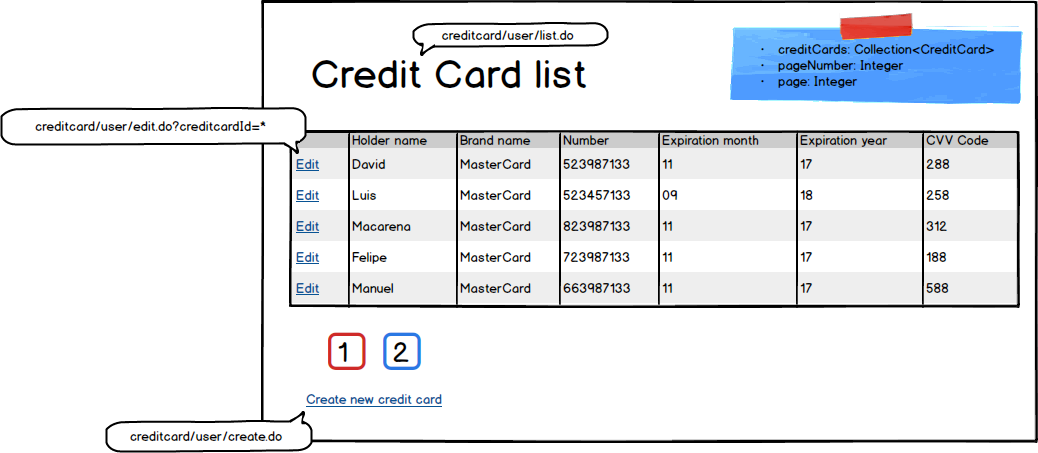 creditcard/user/list.do
Credit Card list
· creditCards: Collection<CreditCard>
· pageNumber: Integer
· page: Integer
creditcard/user/edit.do?creditcardId=*
Holder name Brand name Number Expiration month Expiration year CVV Code
Edit David MasterCard 523987133 11 17 288
Edit Luis MasterCard 523457133 09 18 258
Edit Macarena MasterCard 823987133 11 17 312
Edit Felipe MasterCard 723987133 11 17 188
Edit Manuel MasterCard 663987133 11 17 588
1 2
Create new credit card
creditcard/user/create.do